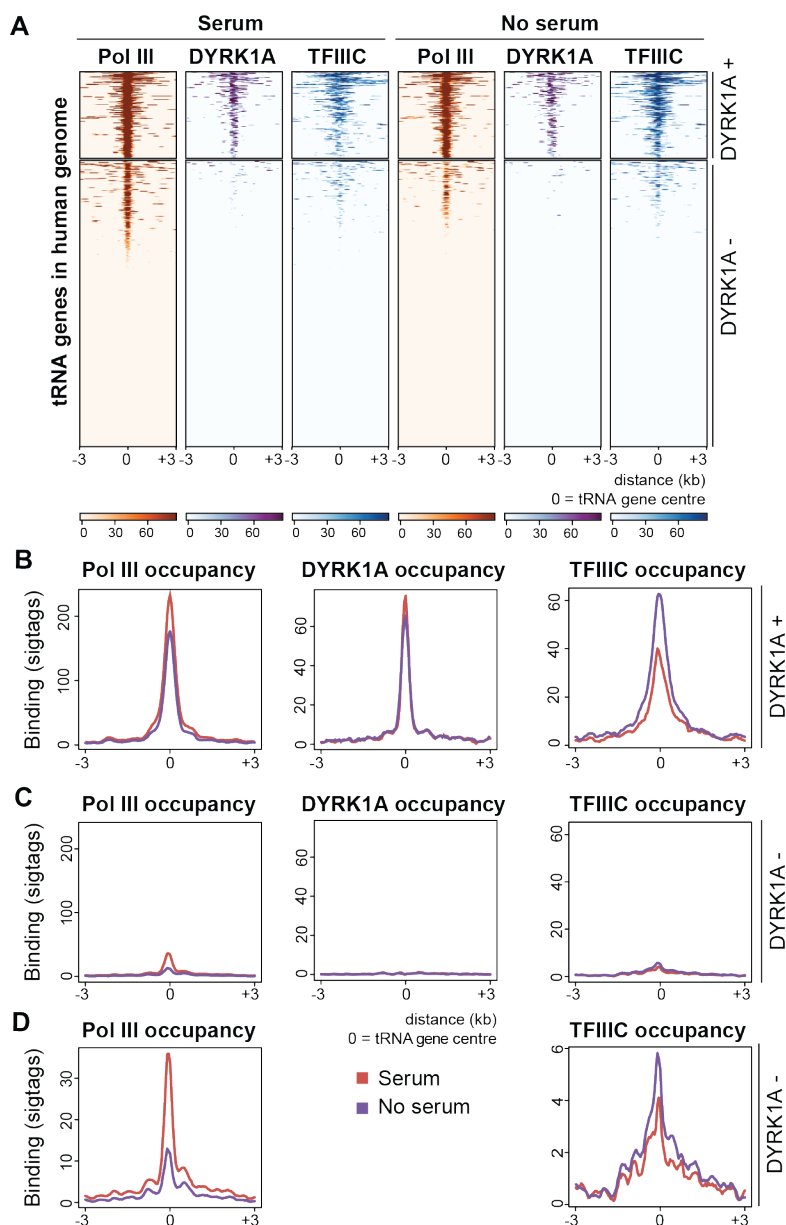 A
Serum
No serum
Pol III DYRK1A TFIIIC Pol III DYRK1A TFIIIC
tRNA genes in human genome
DYRK1A +
DYRK1A -
-3 0 +3 -3 0 +3 -3 0 +3 -3 0 +3 -3 0 +3 -3 0 +3
distance (kb)
0 = tRNA gene centre
0 30 60 0 30 60 0 30 60 0 30 60 0 30 60 0 30 60
B
Pol III occupancy DYRK1A occupancy TFIIIC occupancy
Binding (sigtags)
0 100 200
0 20 40 60
0 20 40 60
DYRK1A +
-3 0 +3 -3 0 +3 -3 0 +3
C
Pol III occupancy DYRK1A occupancy TFIIIC occupancy
Binding (sigtags)
0 100 200
0 20 40 60
0 20 40 60
DYRK1A -
-3 0 +3 -3 0 +3 -3 0 +3
distance (kb)
0 = tRNA gene centre
D
Pol III occupancy TFIIIC occupancy
Binding (sigtags)
0 10 20 30
Serum
No serum
0 2 4 6
DYRK1A -
-3 0 +3 -3 0 +3